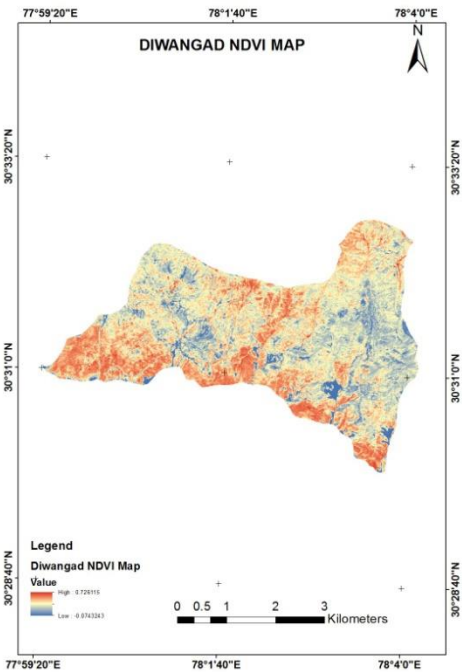 77°59'20"E 78°1'40"E 78°4'0"E
DIWANGAD NDVI MAP
N
30°33'20"N 30°33'20"N
30°31'0"N 30°31'0"N
30°28'40"N 30°28'40"N
Legend
Diwangad NDVI Map
Value
High : 0.726115
Low : -0.0743243
0 0.5 1 2 3
Kilometers
77°59'20"E 78°1'40"E 78°4'0"E